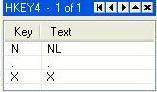 HKEY4 - 1 of 1
Key Text
N NL
. .
X X